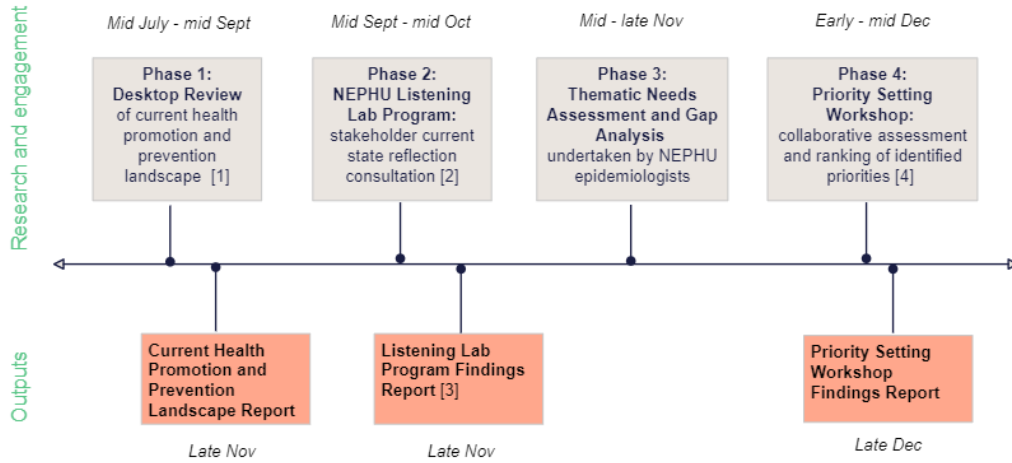 Research and engagement
Mid July - mid Sept
Mid Sept - mid Oct
Mid - late Nov
Early - mid Dec
Phase 1:
Desktop Review
of current health
promotion and
prevention
landscape [1]
Phase 2:
NEPHU Listening
Lab Program:
stakeholder current
state reflection
consultation [2]
Phase 3:
Thematic Needs
Assessment and Gap
Analysis
undertaken by NEPHU
epidemiologists
Phase 4:
Priority Setting
Workshop:
collaborative assessment
and ranking of identified
priorities [4]
Outputs
Current Health
Promotion and
Prevention
Landscape Report
Late Nov
Listening Lab
Program Findings
Report [3]
Late Nov
Priority Setting
Workshop
Findings Report
Late Dec